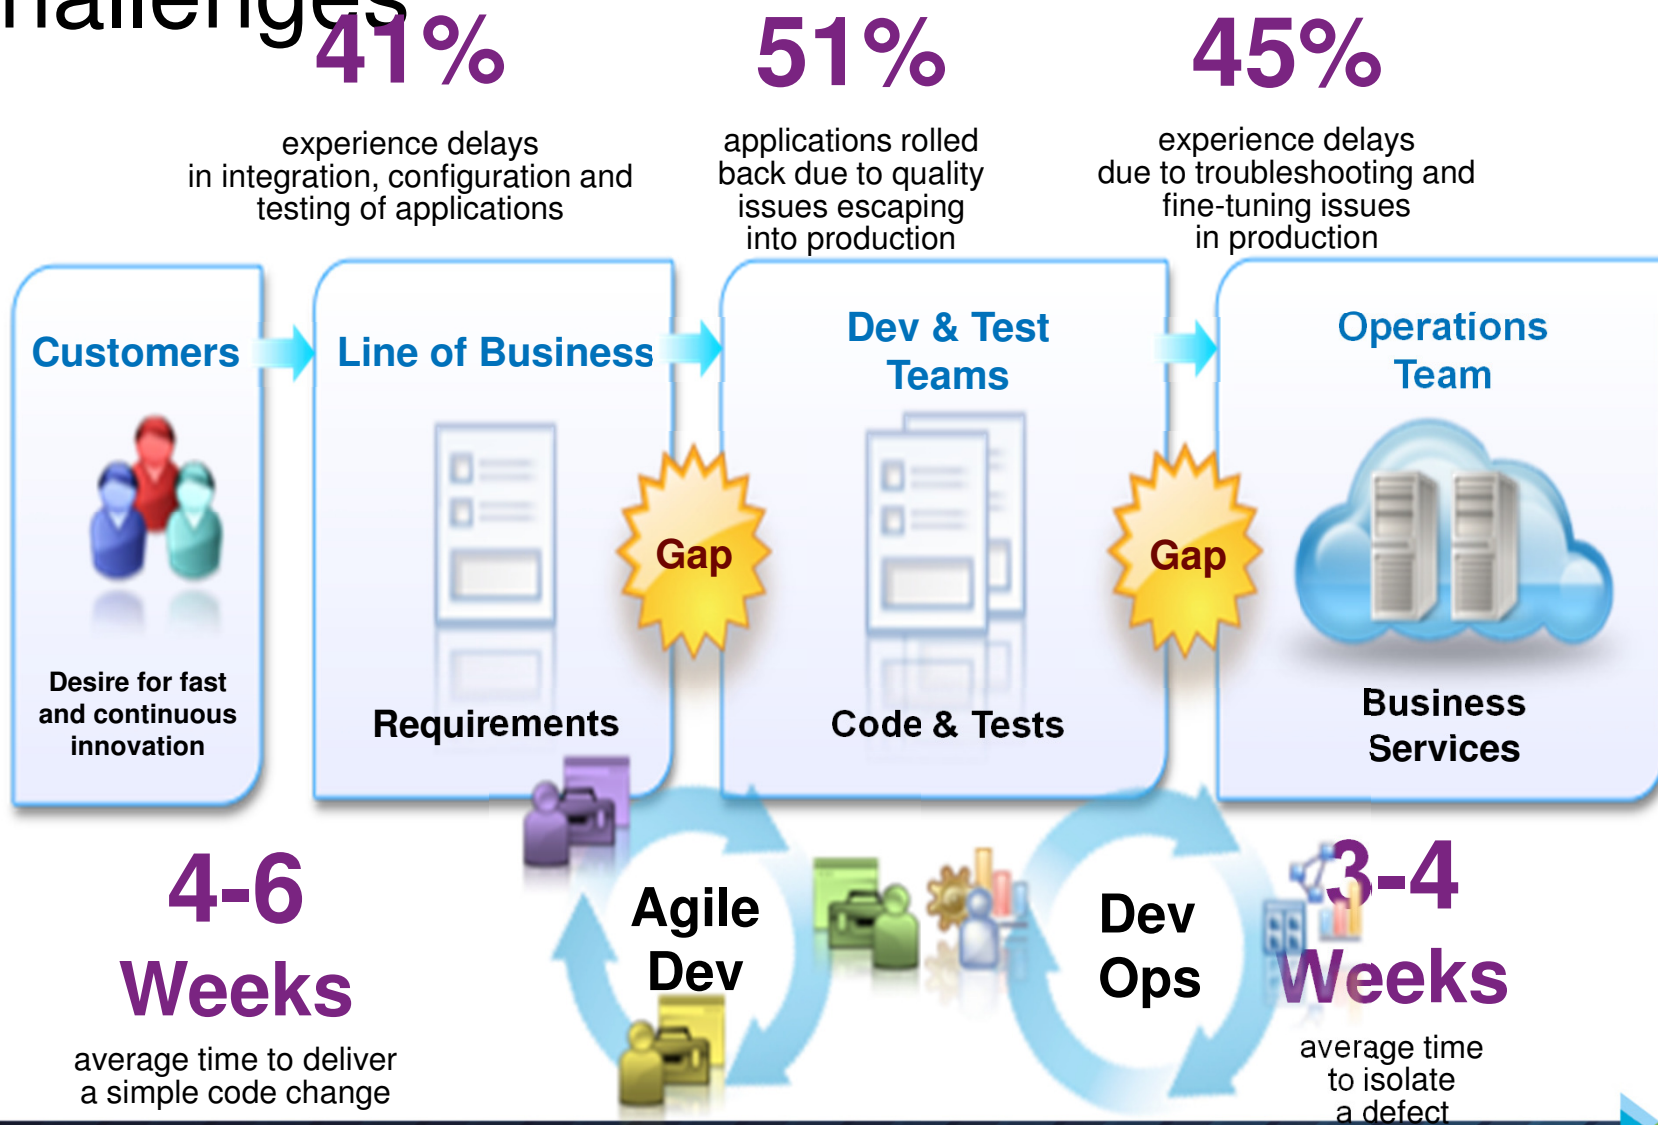 hallenges
41%
experience delays
in integration, configuration and
testing of applications
51%
applications rolled
back due to quality
issues escaping
into production
45%
experience delays
due to troubleshooting and
fine-tuning issues
in production
Customers
Desire for fast
and continuous
innovation
Line of Business
Requirements
Gap
Dev & Test
Teams
Code & Tests
Gap
Operations
Team
Business
Services
4-6
Weeks
average time to deliver
a simple code change
Agile
Dev
Dev
Ops
3-4
Weeks
average time
to isolate
a defect